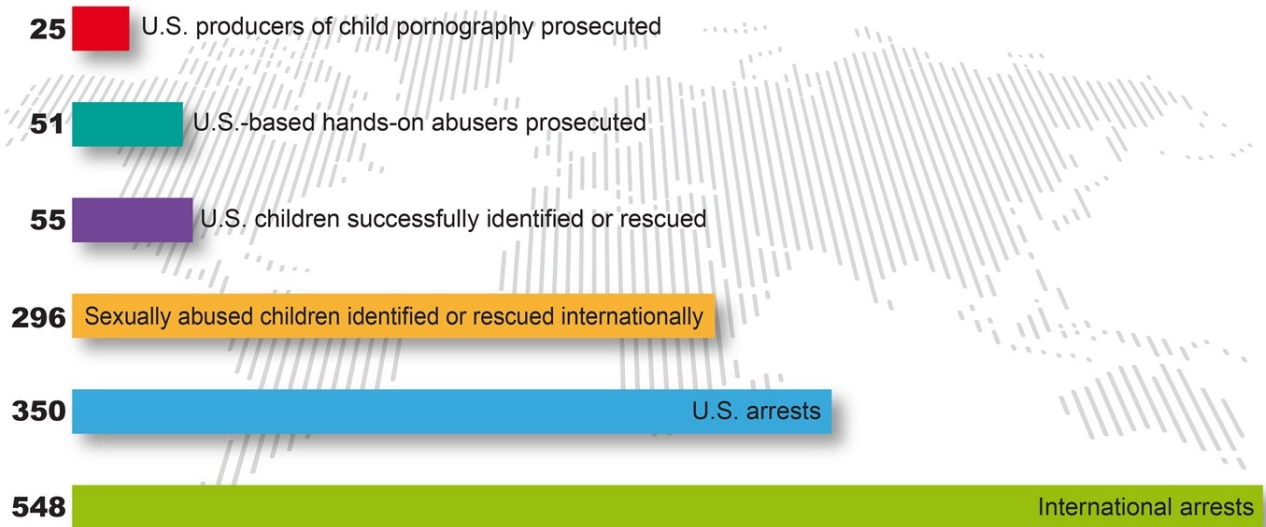 25 U.S. producers of child pornography prosecuted
51 U.S.-based hands-on abusers prosecuted
55 U.S. children successfully identified or rescued
296 Sexually abused children identified or rescued internationally
350 U.S. arrests
548 International arrests